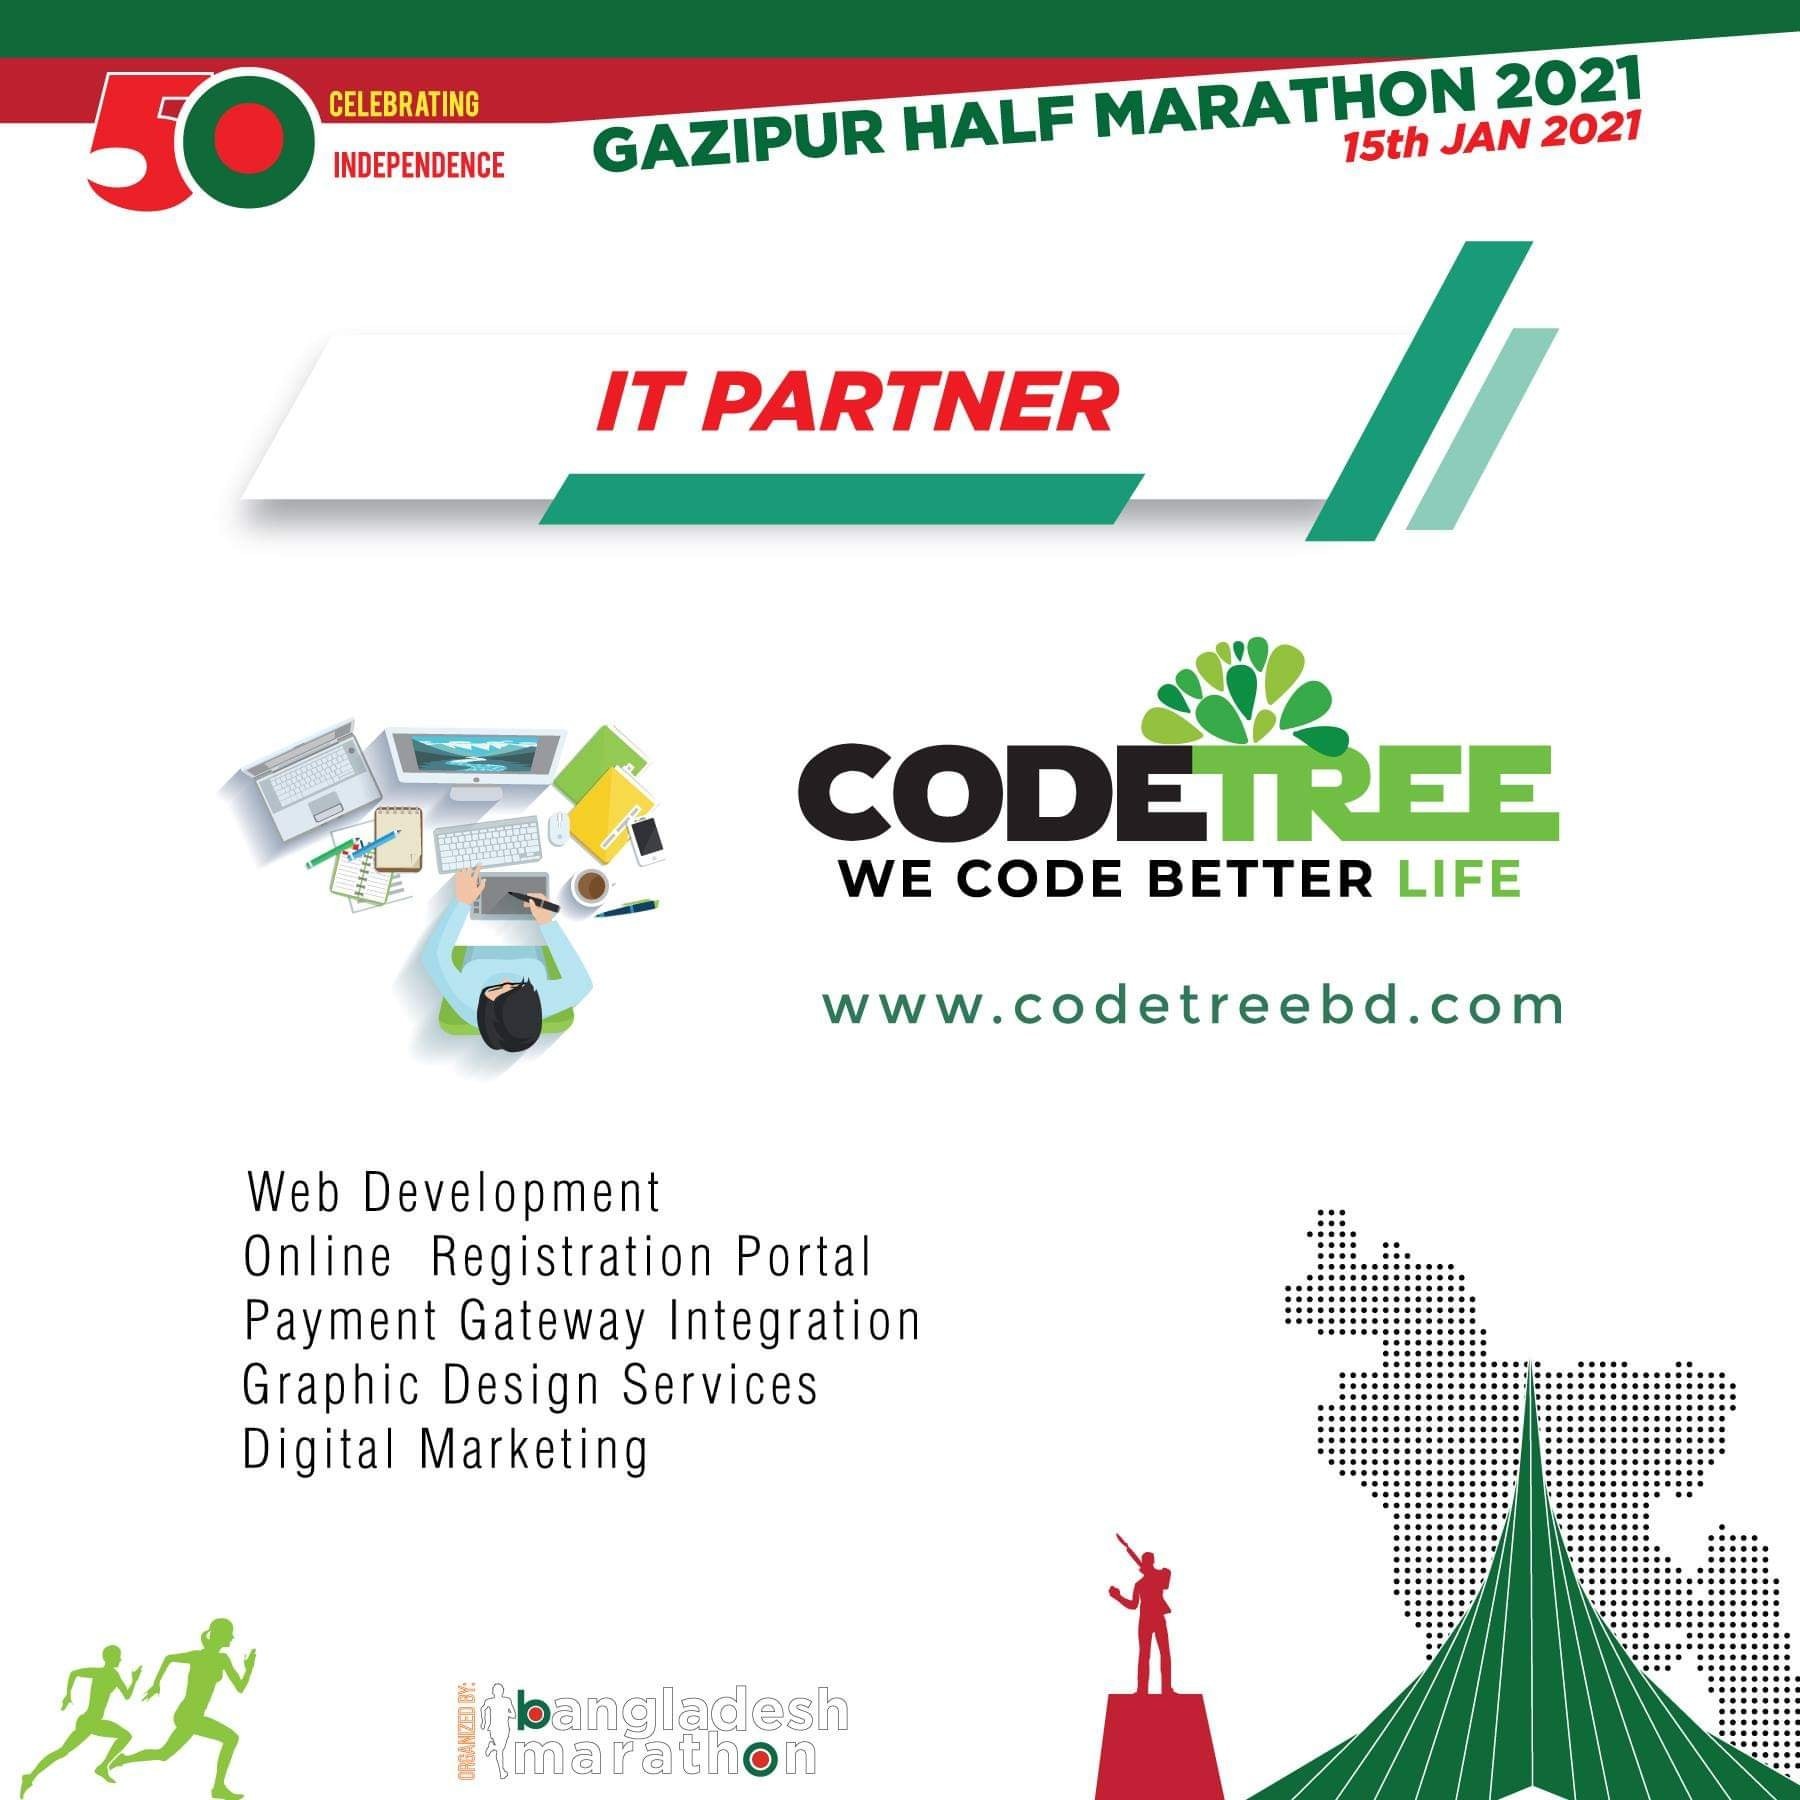 50 CELEBRATING
INDEPENDENCE
GAZIPUR HALF MARATHON 2021
15th JAN 2021
IT PARTNER
CODETREE
WE CODE BETTER LIFE
www.codetreebd.com
Web Development
Online Registration Portal
Payment Gateway Integration
Graphic Design Services
Digital Marketing
ORGANIZED BY:
bangladesh
marathon